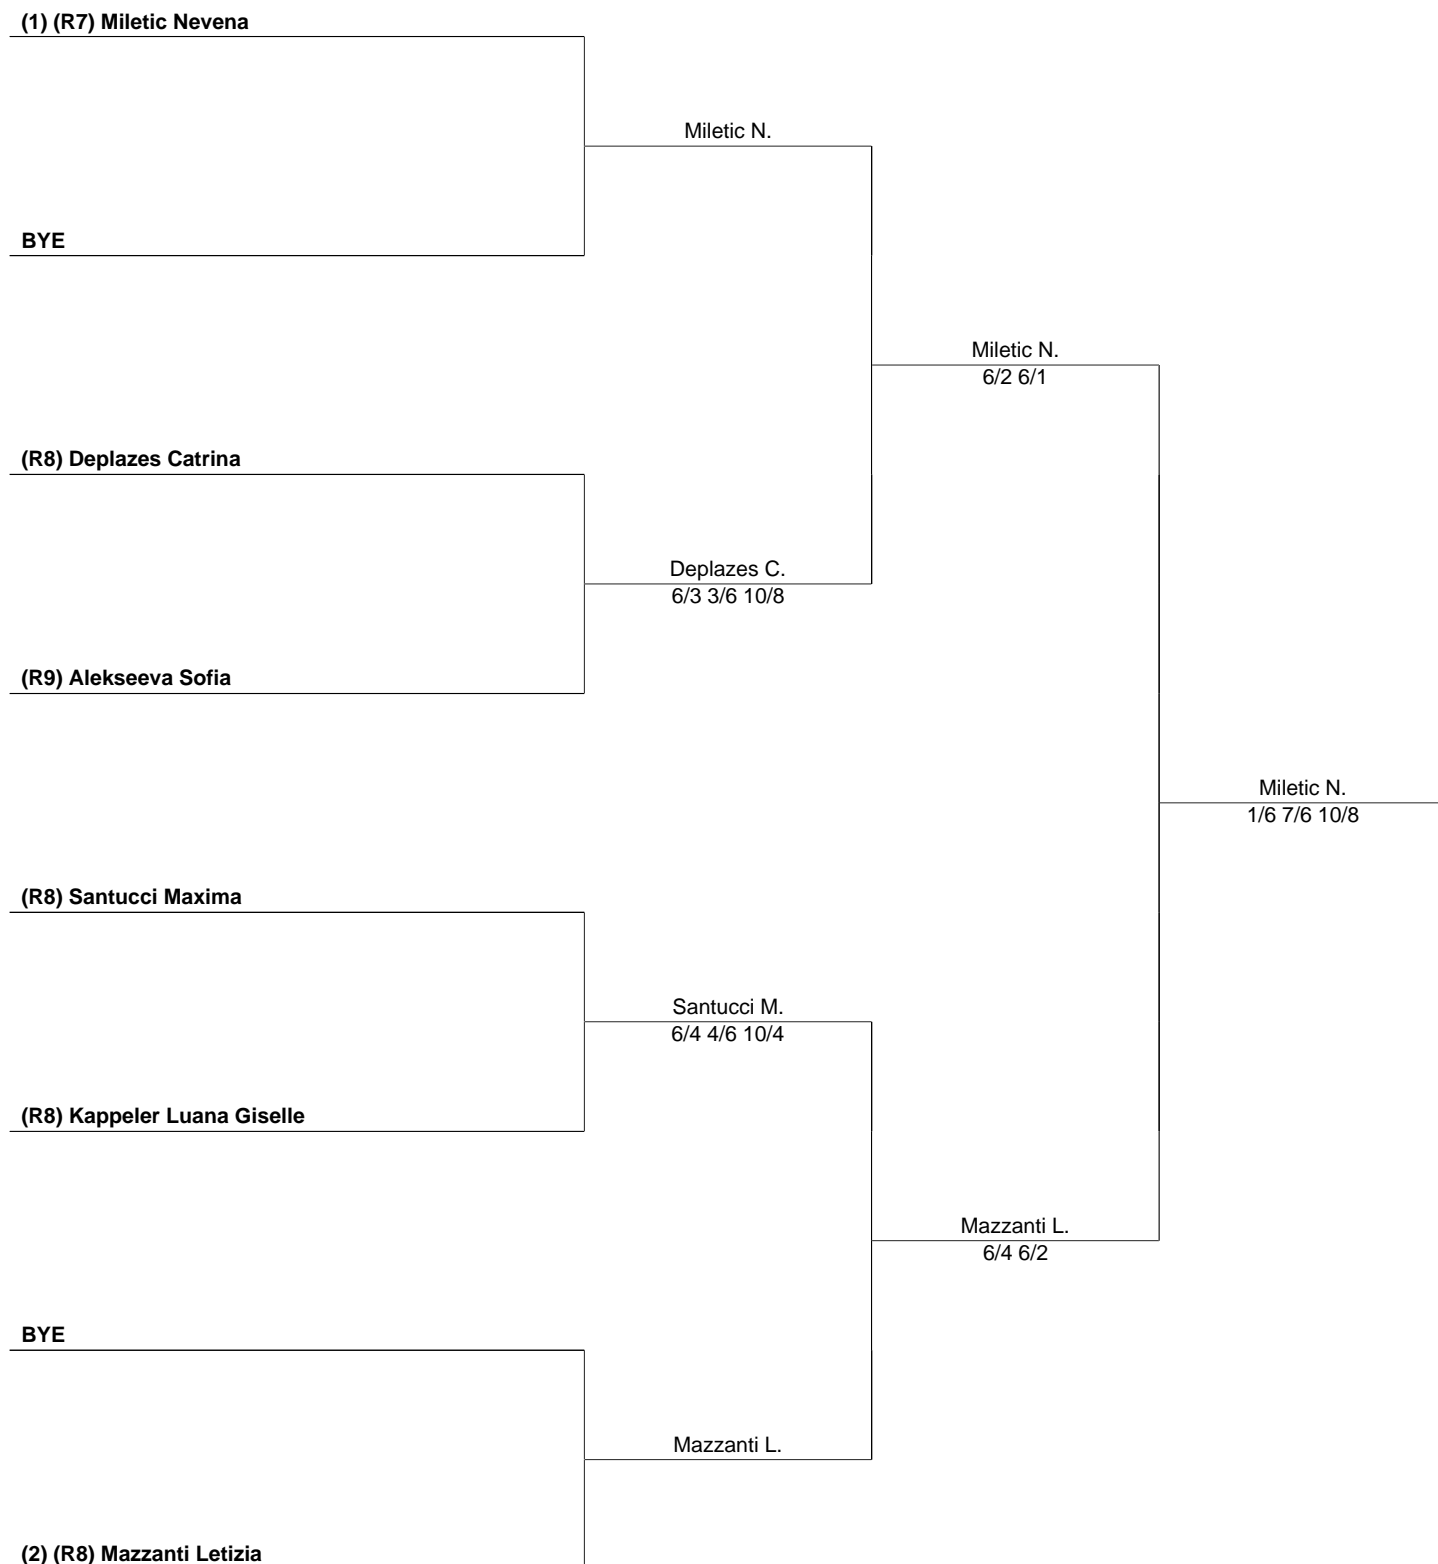 (1) (R7) Miletic Nevena
Miletic N.
BYE
Miletic N.
6/2 6/1
(R8) Deplazes Catrina
Deplazes C.
6/3 3/6 10/8
(R9) Alekseeva Sofia
Miletic N.
1/6 7/6 10/8
(R8) Santucci Maxima
Santucci M.
6/4 4/6 10/4
(R8) Kappeler Luana Giselle
Mazzanti L.
6/4 6/2
BYE
Mazzanti L.
(2) (R8) Mazzanti Letizia